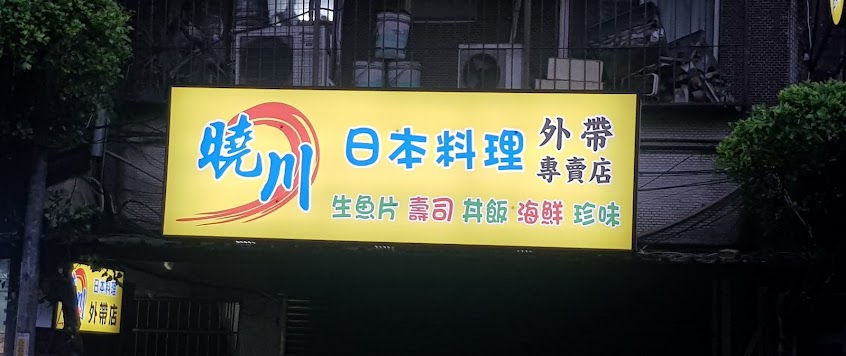 曉川
日本料理
外帶
專賣店
生魚片 壽司 丼飯 海鮮 珍味
川
日本料理
外帶店